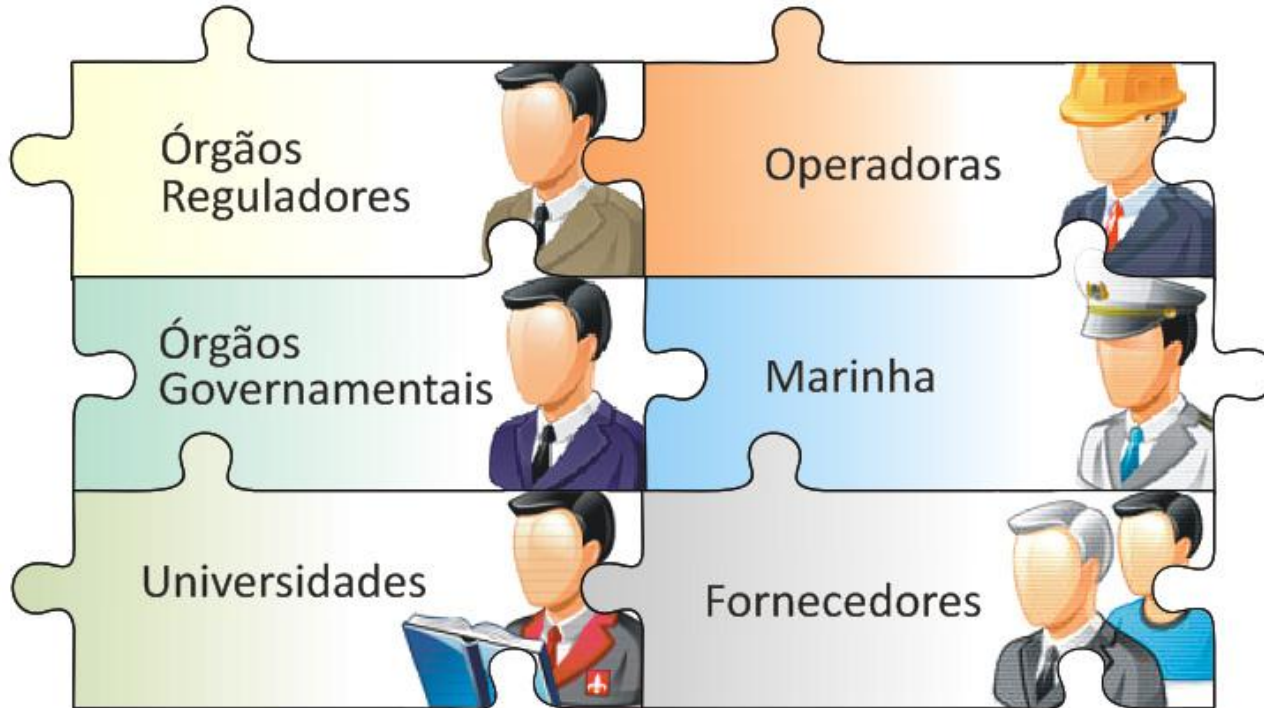 Órgãos
Reguladores
Operadoras
Órgãos
Governamentais
Marinha
Universidades
Fornecedores